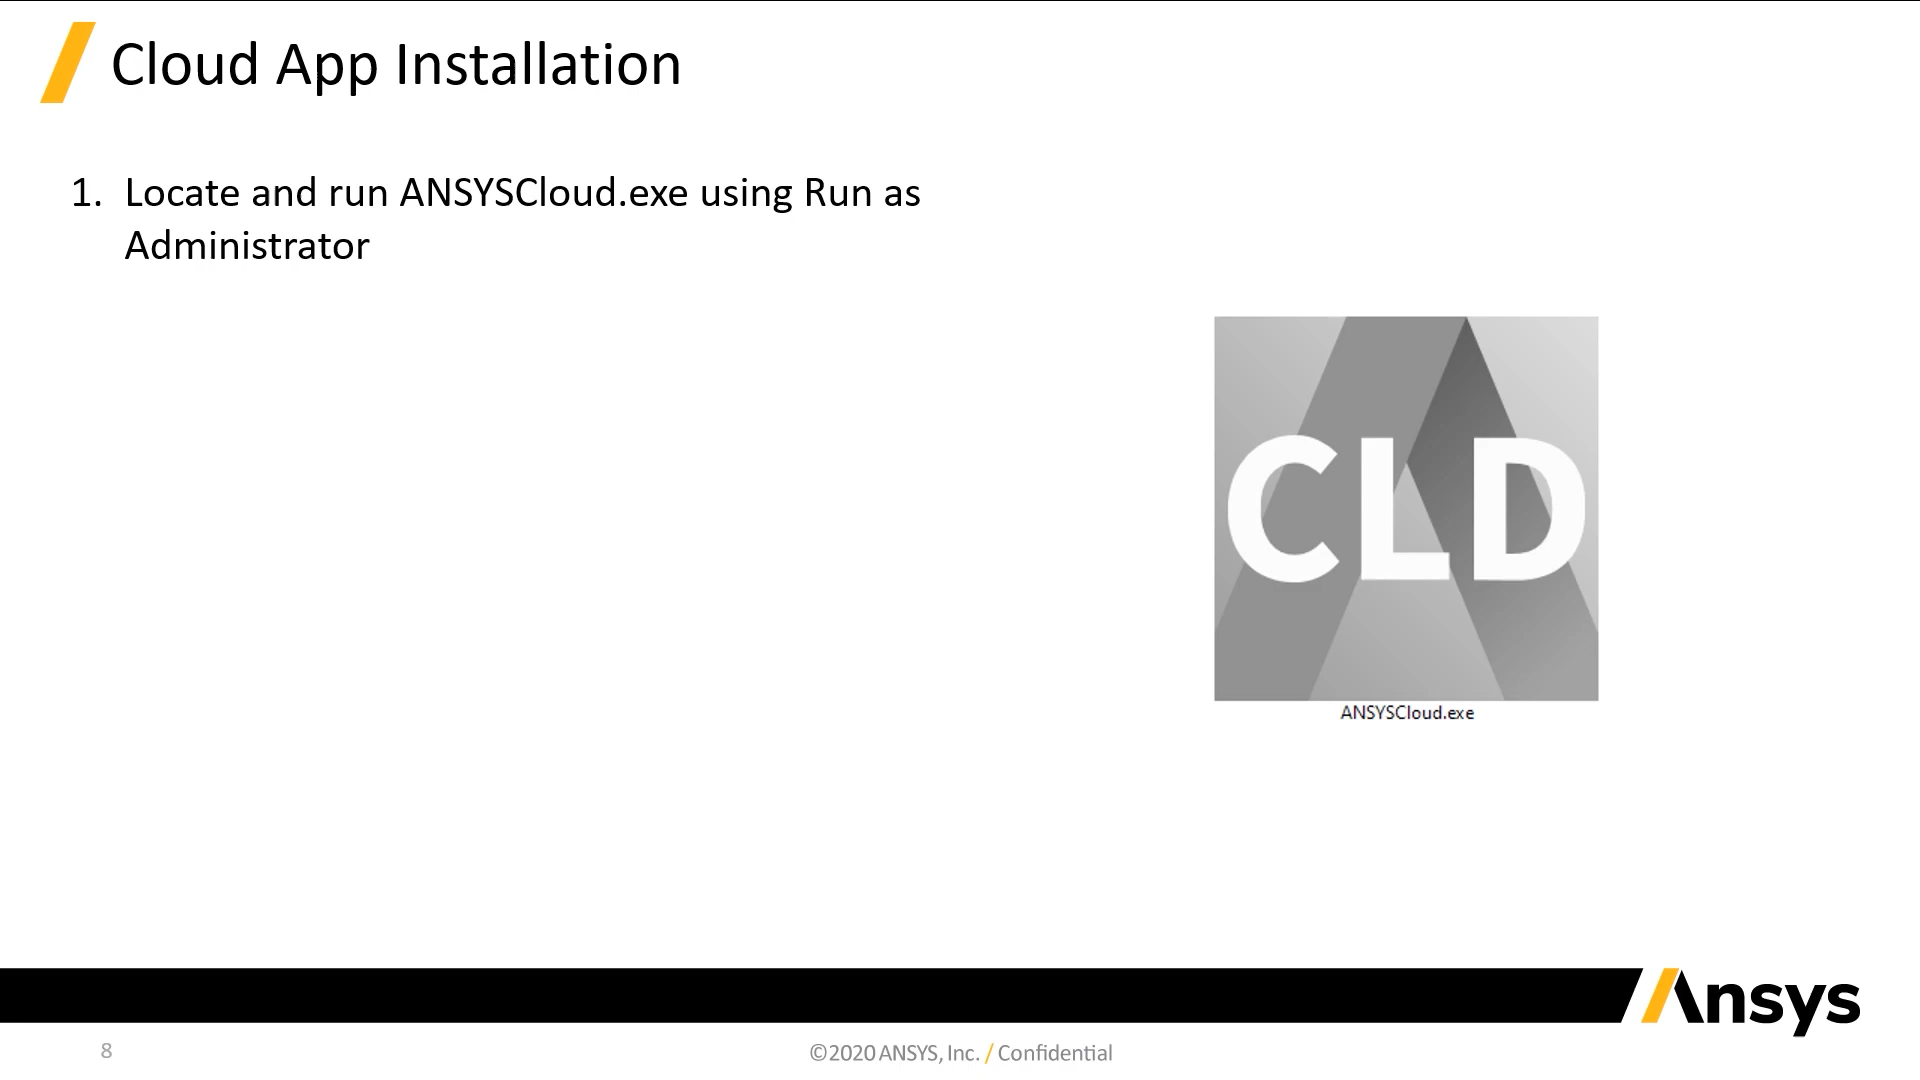 Cloud App Installation
1. Locate and run ANSYSCloud.exe using Run as
Administrator
CLD
ANSYSCloud.exe
Ansys
8
©2020 ANSYS, Inc. / Confidential